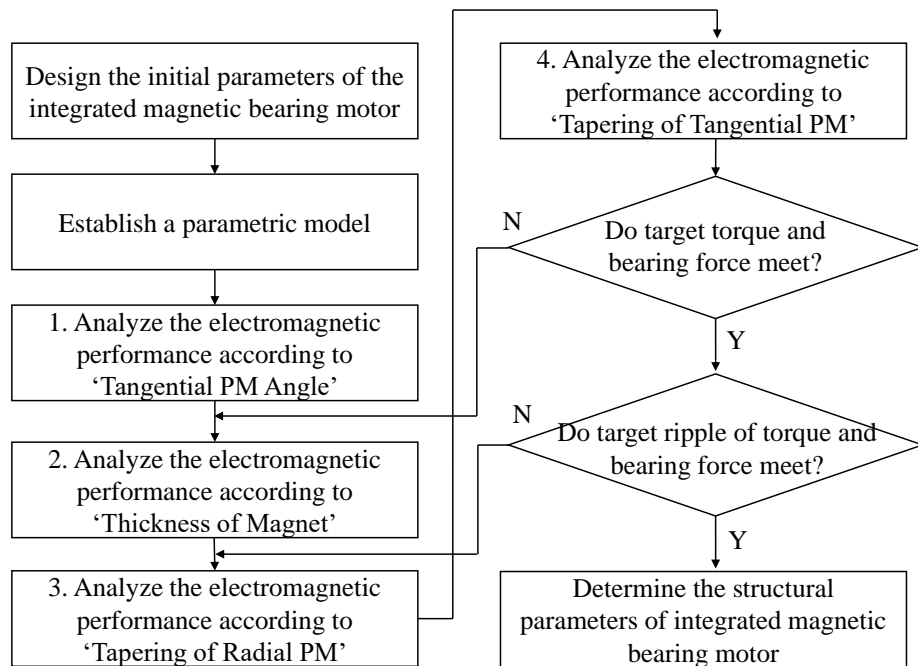 Design the initial parameters of the
integrated magnetic bearing motor
Establish a parametric model
1. Analyze the electromagnetic
performance according to
‘Tangential PM Angle’
2. Analyze the electromagnetic
performance according to
‘Thickness of Magnet’
3. Analyze the electromagnetic
performance according to
‘Tapering of Radial PM’
4. Analyze the electromagnetic
performance according to
‘Tapering of Tangential PM’
N
Do target torque and
bearing force meet?
Y
N
Do target ripple of torque and
bearing force meet?
Y
Determine the structural
parameters of integrated magnetic
bearing motor